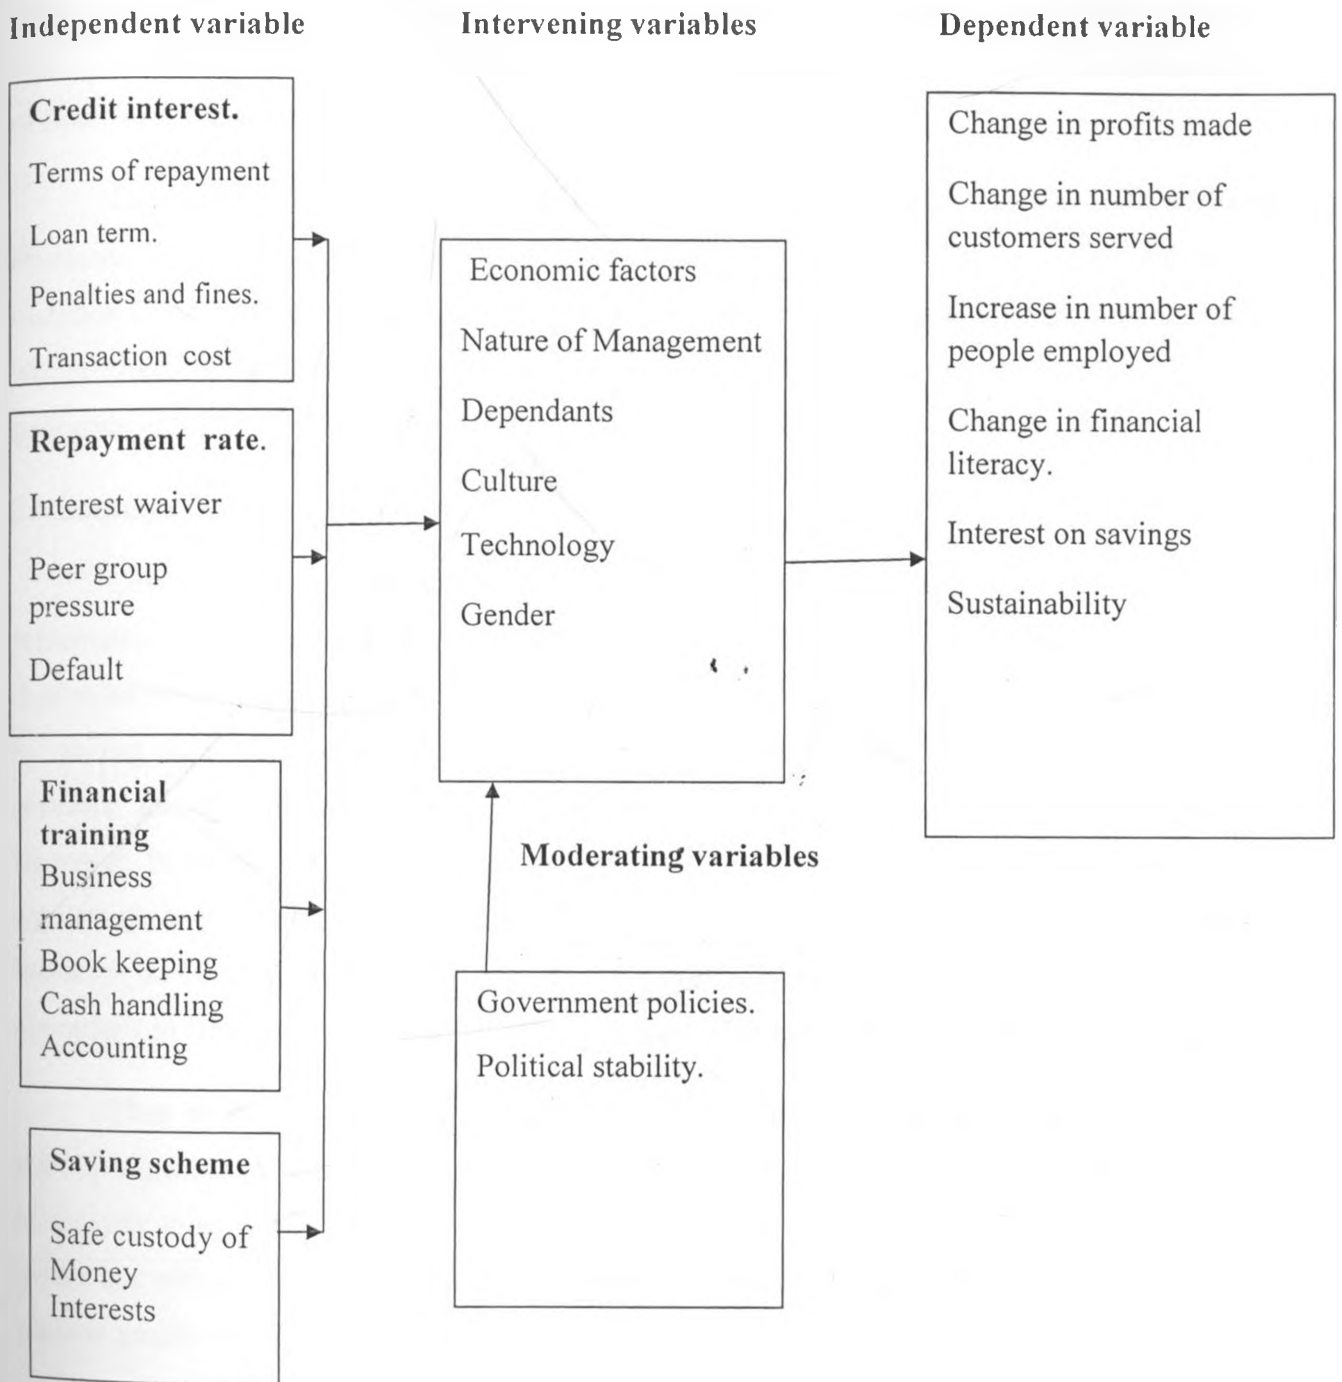 Independent variable
Intervening variables
Dependent variable
Credit interest.
Terms of repayment
Loan term.
Penalties and fines.
Transaction cost
Repayment rate.
Interest waiver
Peer group
pressure
Default
Financial
training
Business
management
Book keeping
Cash handling
Accounting
Saving scheme
Safe custody of
Money
Interests
Economic factors
Nature of Management
Dependants
Culture
Technology
Gender
Moderating variables
Government policies.
Political stability.
Change in profits made
Change in number of
customers served
Increase in number of
people employed
Change in financial
literacy.
Interest on savings
Sustainability